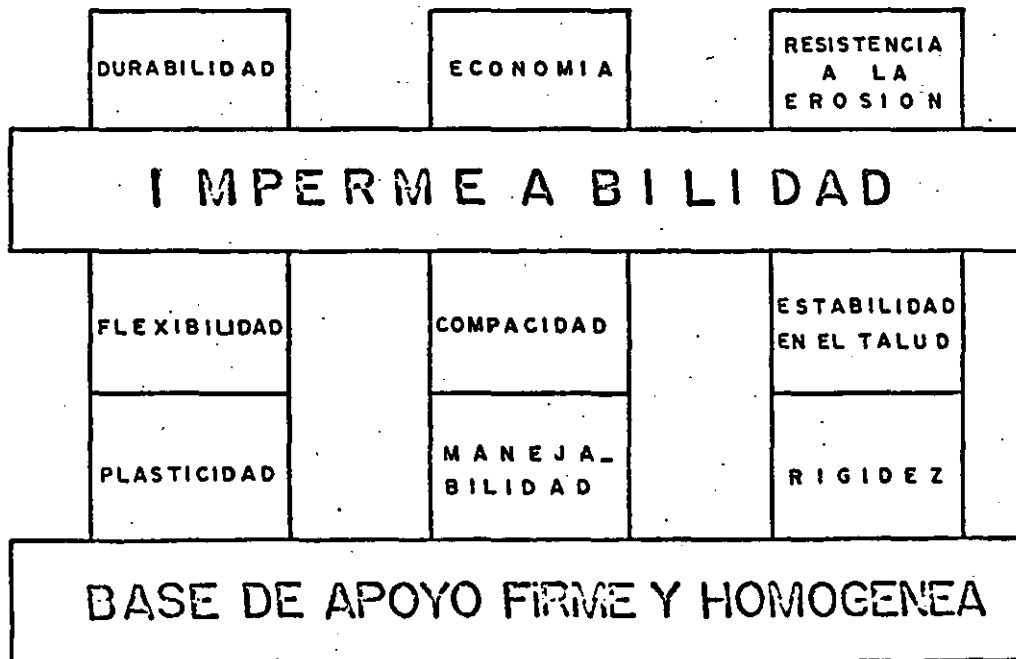 DURABILIDAD
ECONOMIA
RESISTENCIA
A LA
EROSION
IMPERMEABILIDAD
FLEXIBILIDAD
COMPACIDAD
ESTABILIDAD
EN EL TALUD
PLASTICIDAD
MANEJA_
BILIDAD
RIGIDEZ
BASE DE APOYO FIRME Y HOMOGENEA